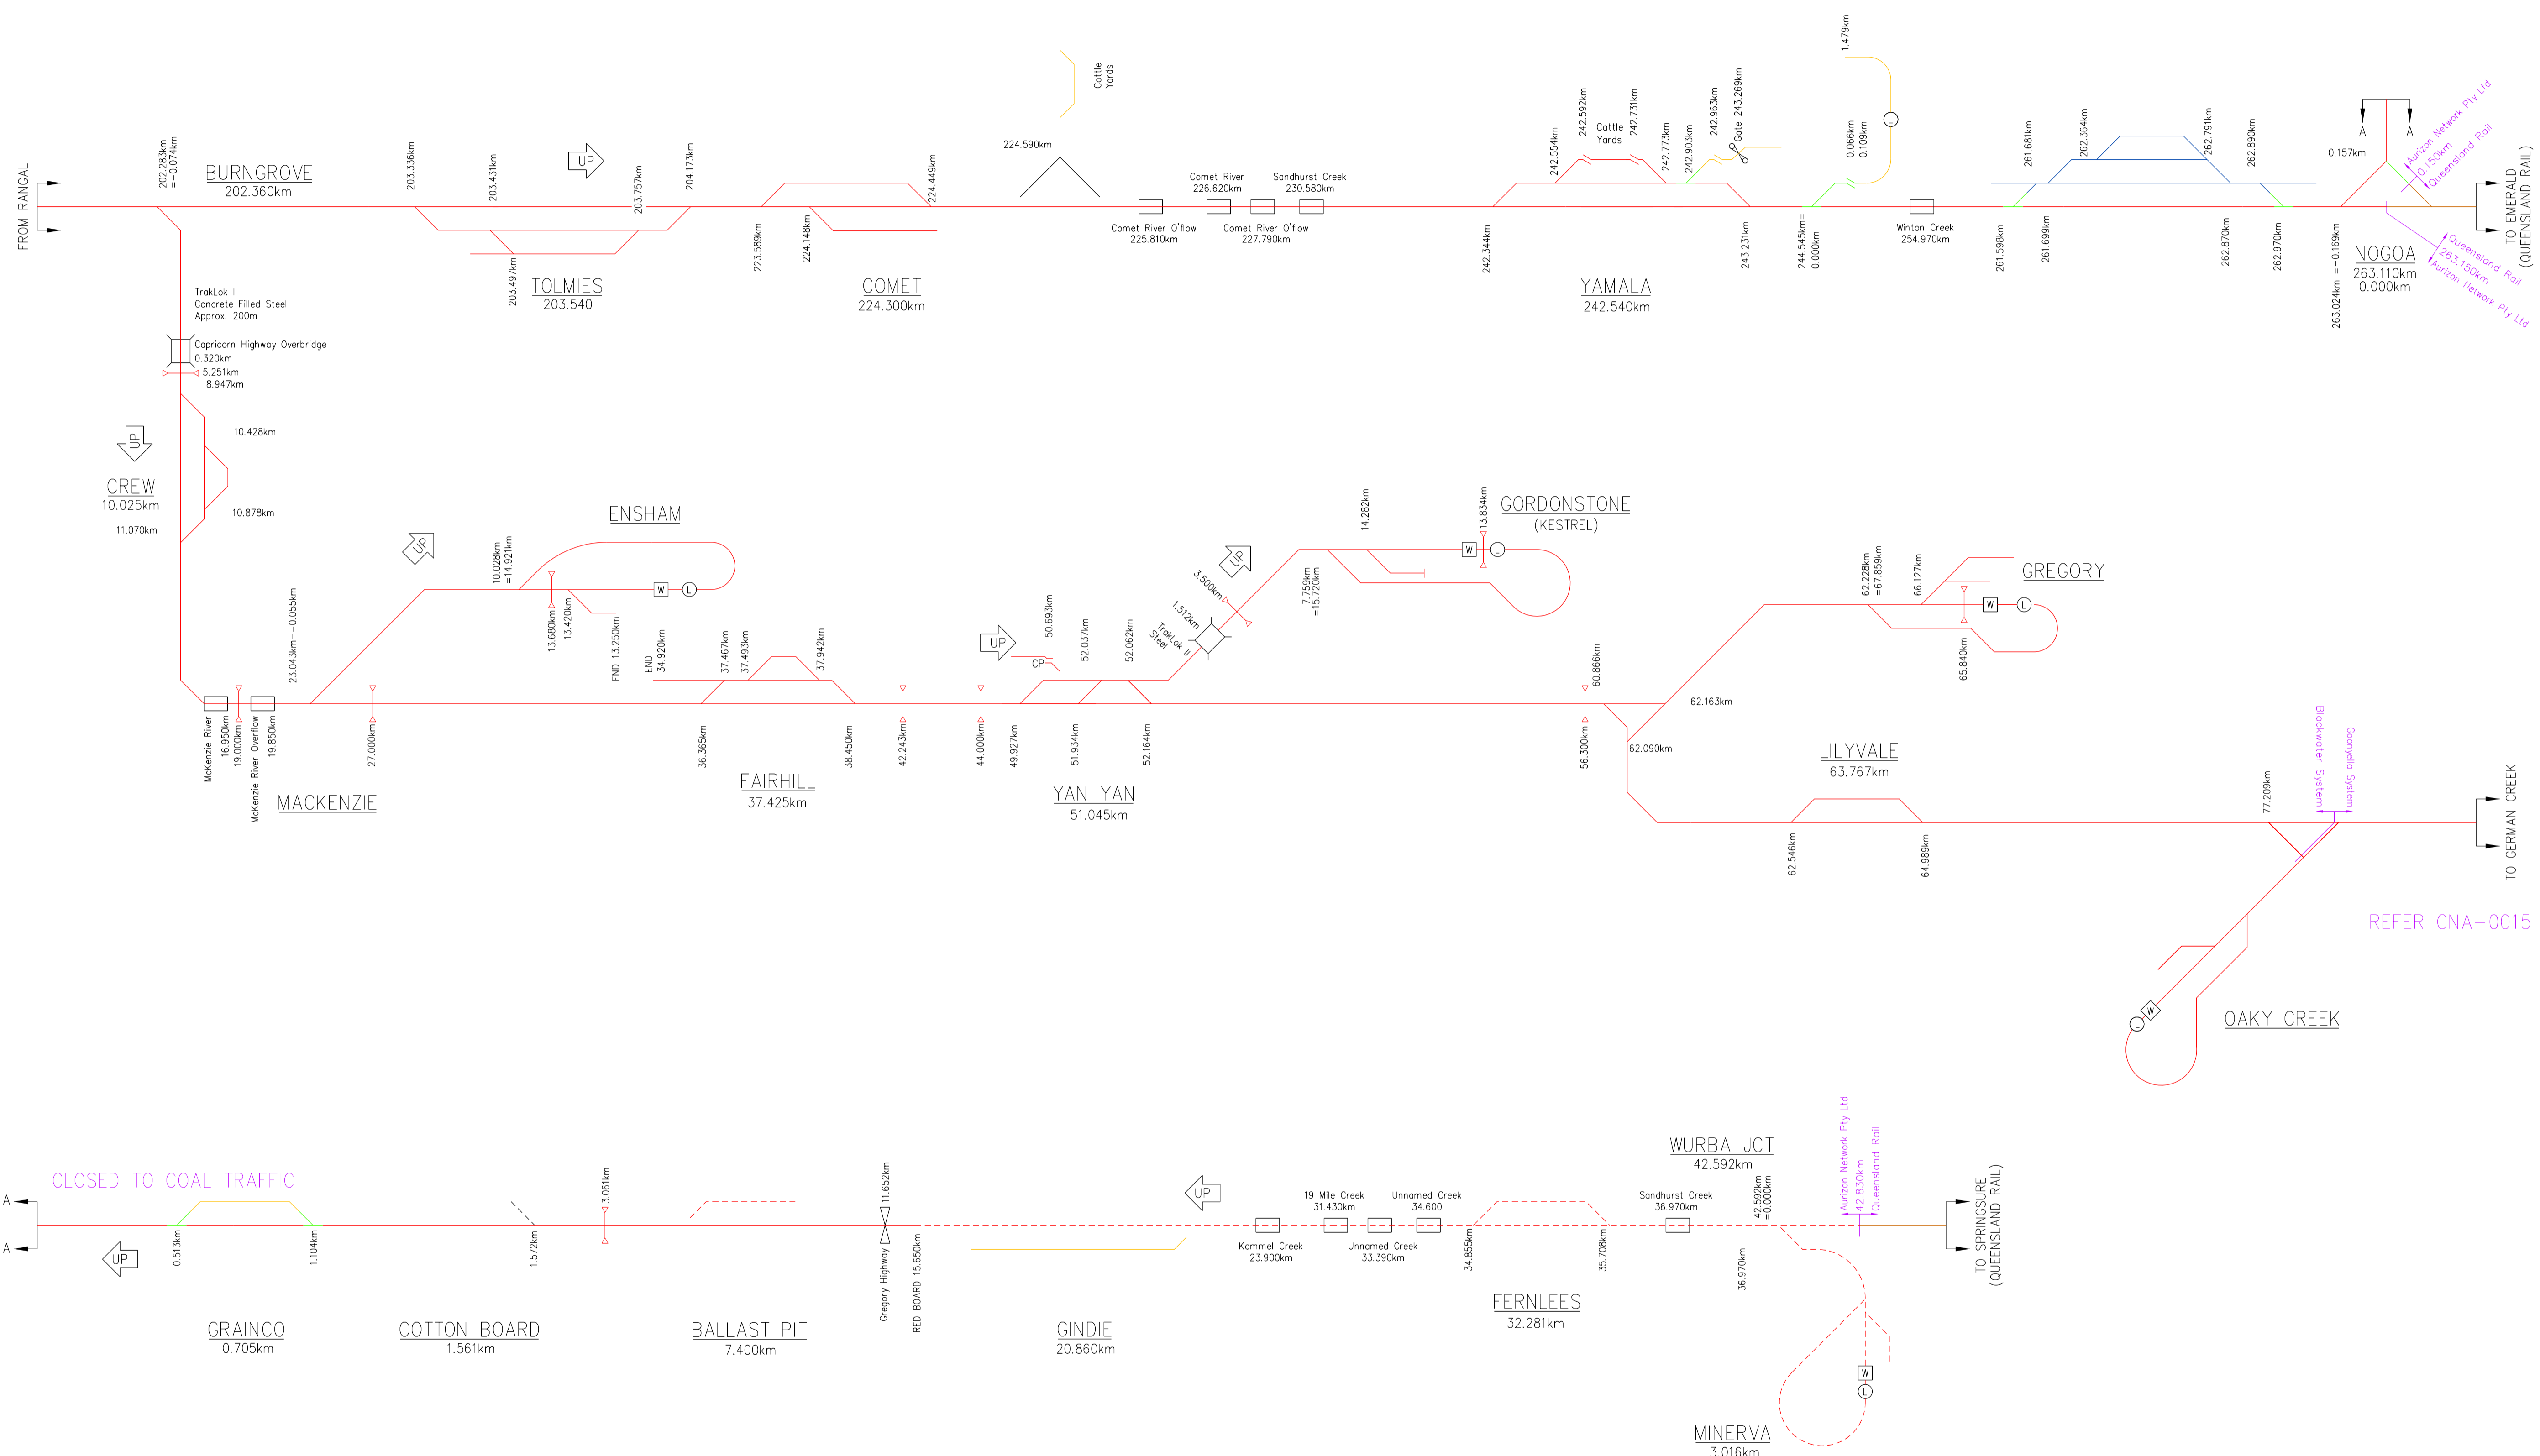 FROM RANGAL
202.283km
=-0.074km
BURNGROVE
202.360km
203.336km
203.431km
203.497km
UP
203.757km
204.173km
TOLMIES
203.540
223.589km
224.148km
224.449km
COMET
224.300km
224.590km
Cattle
Yards
Comet River O'flow
225.810km
Comet River
226.620km
Comet River O'flow
227.790km
Sandhurst Creek
230.580km
242.344km
242.554km
242.592km
Cattle
Yards
242.731km
242.773km
242.903km
242.963km
Gate 243.269km
243.231km
YAMALA
242.540km
244.545km=
0.000km
0.066km
0.109km
1.479km
L
Winton Creek
254.970km
261.598km
261.681km
261.699km
262.364km
262.791km
262.870km
262.890km
262.970km
263.024km =-0.169km
0.157km
A
A
Aurizon Network Pty Ltd
0.150km
Queensland Rail
NOGOA
263.110km
0.000km
Queensland Rail
263.150km
Aurizon Network Pty Ltd
TO EMERALD
(QUEENSLAND RAIL)
TrakLok II
Concrete Filled Steel
Approx. 200m
Capricorn Highway Overbridge
0.320km
5.251km
8.947km
UP
10.428km
CREW
10.025km
10.878km
11.070km
McKenzie River
16.950km
19.000km
McKenzie River Overflow
19.850km
23.043km=-0.055km
MACKENZIE
27.000km
UP
10.028km
=14.921km
ENSHAM
13.680km
13.420km
END 13.250km
W
L
END
34.920km
36.365km
37.467km
37.493km
37.942km
38.450km
FAIRHILL
37.425km
42.243km
44.000km
UP
49.927km
CP
50.693km
51.934km
52.037km
52.062km
52.164km
YAN YAN
51.045km
TrakLok II
Steel
1.512km
3.500km
UP
7.759km
=15.720km
14.282km
13.834km
W
L
GORDONSTONE
(KESTREL)
56.300km
60.866km
62.090km
62.163km
62.228km
=67.859km
66.127km
65.840km
W
L
GREGORY
LILYVALE
63.767km
62.546km
64.989km
77.209km
Blackwater System
Goonyella System
TO GERMAN CREEK
REFER CNA-0015
OAKY CREEK
W
L
CLOSED TO COAL TRAFFIC
A
A
UP
0.513km
1.104km
GRAINCO
0.705km
1.572km
COTTON BOARD
1.561km
3.061km
BALLAST PIT
7.400km
Gregory Highway 11.652km
RED BOARD 15.650km
GINDIE
20.860km
UP
Kammel Creek
23.900km
19 Mile Creek
31.430km
Unnamed Creek
33.390km
Unnamed Creek
34.600
34.855km
35.708km
FERNLEES
32.281km
Sandhurst Creek
36.970km
36.970km
WURBA JCT
42.592km
42.592km
=0.000km
Aurizon Network Pty Ltd
42.830km
Queensland Rail
TO SPRINGSURE
(QUEENSLAND RAIL)
W
L
MINERVA
3.016km